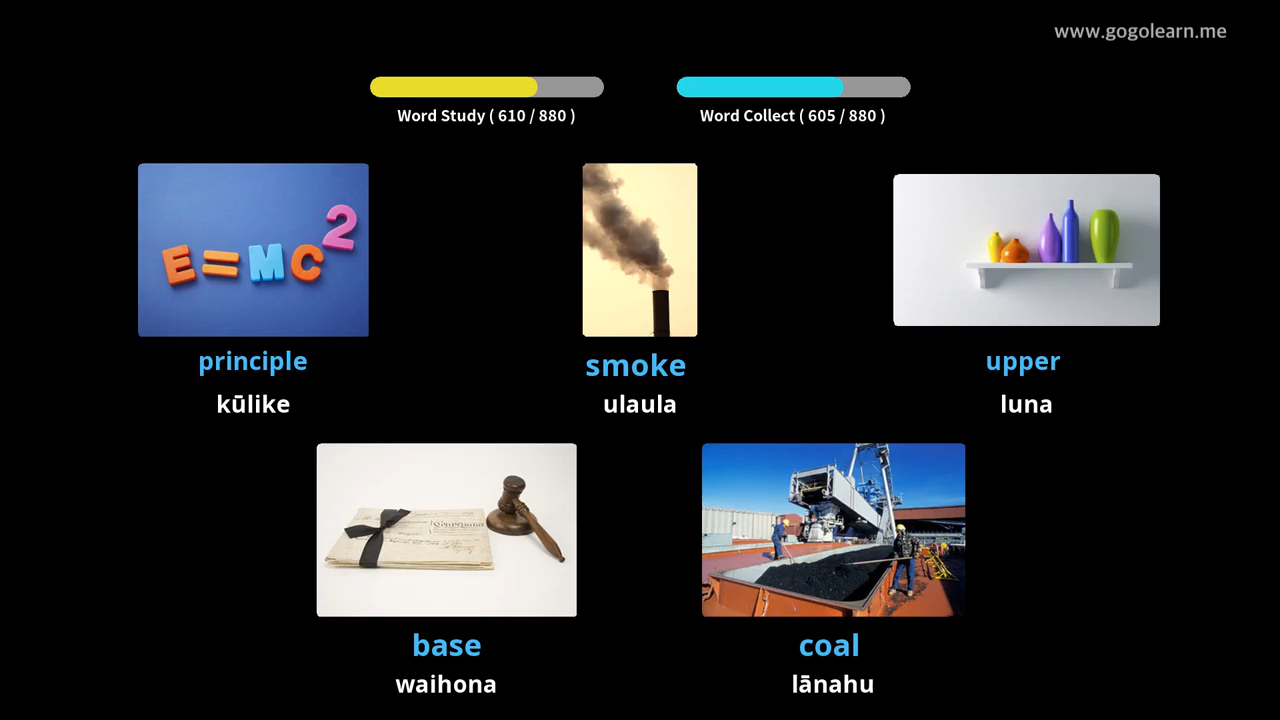 www.gogolearn.me
Word Study ( 610 / 880 )
Word Collect ( 605 / 880 )
E=MC2
principle
smoke
upper
kūlike
ulaula
luna
base
coal
waihona
lānahu